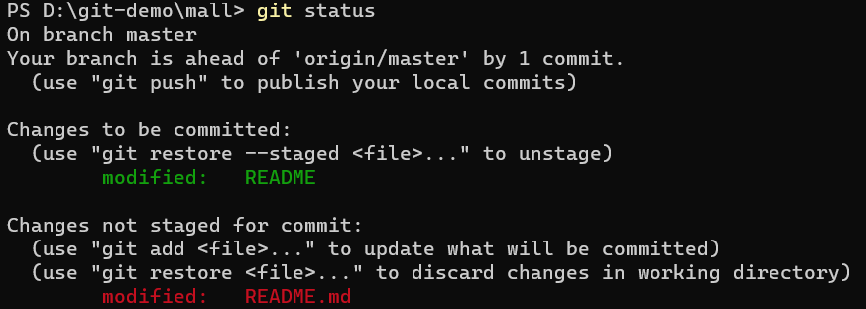 PS D:\git-demo\mall> git status
On branch master
Your branch is ahead of 'origin/master' by 1 commit.
  (use "git push" to publish your local commits)

Changes to be committed:
  (use "git restore --staged <file>..." to unstage)
        modified:   README

Changes not staged for commit:
  (use "git add <file>..." to update what will be committed)
  (use "git restore <file>..." to discard changes in working directory)
        modified:   README.md